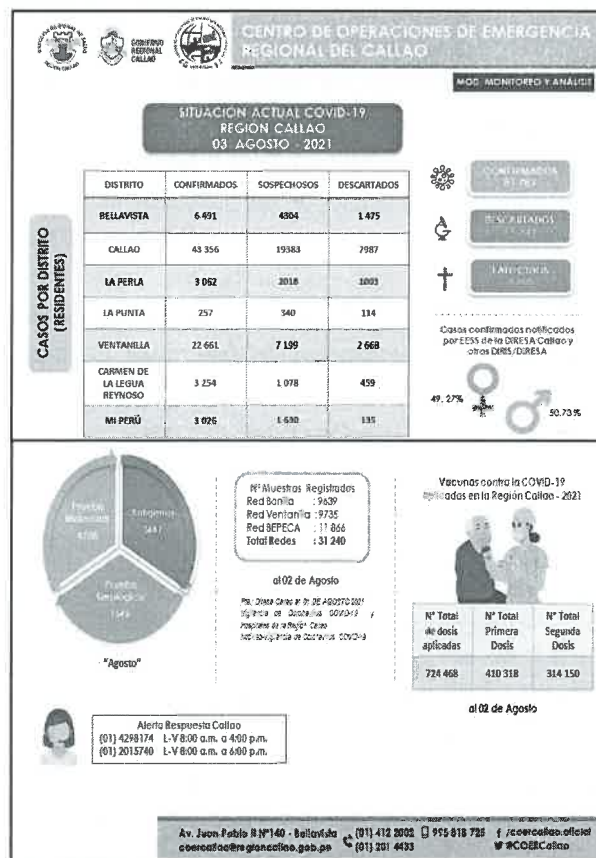 GOBIERNO
REGIONAL
CALLAO
CENTRO DE OPERACIONES DE EMERGENCIA
REGIONAL DEL CALLAO
MOD. MONITOREO Y ANÁLISIS
SITUACION ACTUAL COVID-19
REGION CALLAO
03 AGOSTO - 2021
CASOS POR DISTRITO
(RESIDENTES)
DISTRITO CONFIRMADOS SOSPECHOSOS DESCARTADOS
BELLAVISTA 6 491 4304 1 475
CALLAO 43 356 19383 7987
LA PERLA 3 062 2018 1003
LA PUNTA 257 340 114
VENTANILLA 22 661 7 199 2 668
CARMEN DE
LA LEGUA
REYNOSO
3 254 1 078 459
MI PERÚ 3 026 1 630 135
CONFIRMADOS
DESCARTADOS
FALLECIDOS
Casos confirmados notificados
por EESS de la DIRESA Callao y
otras DIRIS/DIRESA
49.27%
50.73 %
Prueba
Antígenos
Prueba
Serológica
"Agosto"
Nº Muestras Registradas
Red Bonilla : 9639
Red Ventanilla : 9735
Red BEPECA : 11 866
Total Redes : 31 240
al 02 de Agosto
Vacunas contra la COVID-19
aplicadas en la Región Callao - 2021
N° Total
de dosis
aplicadas
N° Total
Primera
Dosis
N° Total
Segunda
Dosis
724 468 410 318 314 150
al 02 de Agosto
Alerta Respuesta Callao
(01) 4298174 L-V 8:00 a.m. a 4:00 p.m.
(01) 2015740 L-V 8:00 a.m. a 6:00 p.m.
Av. Juan Pablo II Nº140 - Bellavista
coercallao@regioncallao.gob.pe
(01) 412 2002
(01) 201 4433
995 818 725
/coercallao.oficial
#COERCallao